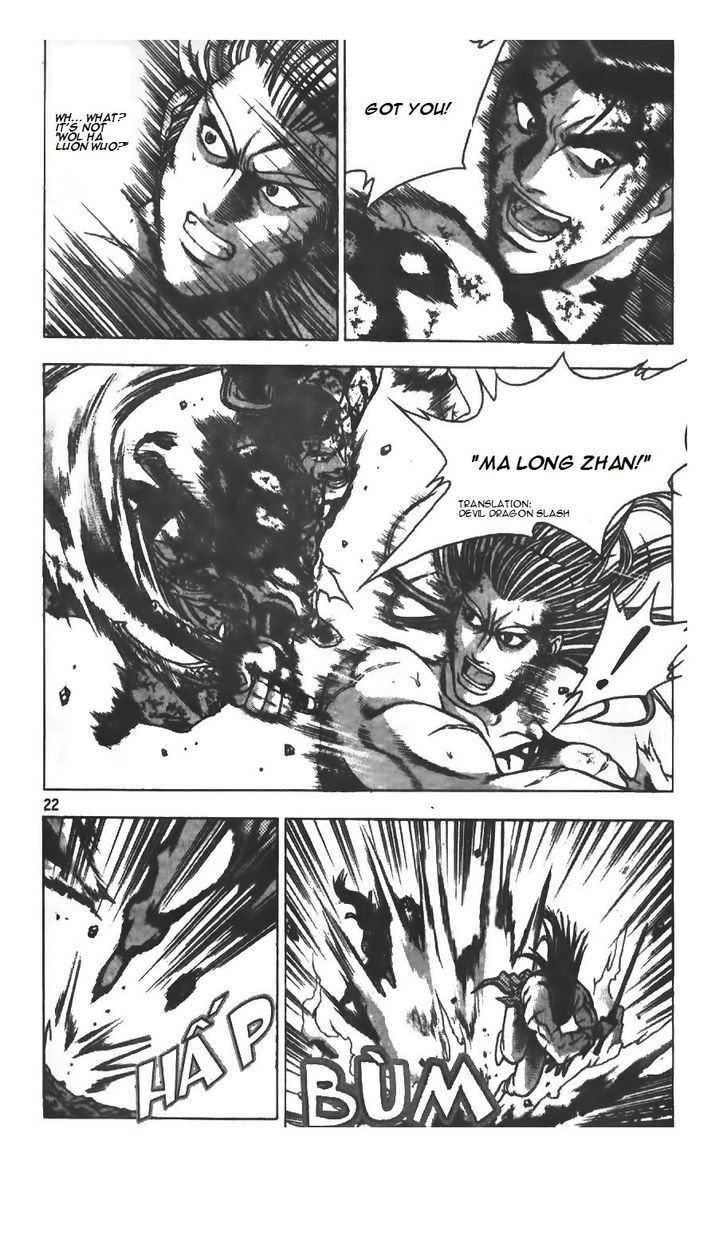 WH... WHAT?
IT'S NOT
"WOL HA
LUON WUO?"
GOT YOU!
"MA LONG ZHAN!"
TRANSLATION:
DEVIL DRAGON SLASH
!
22
HẤP
BÙM